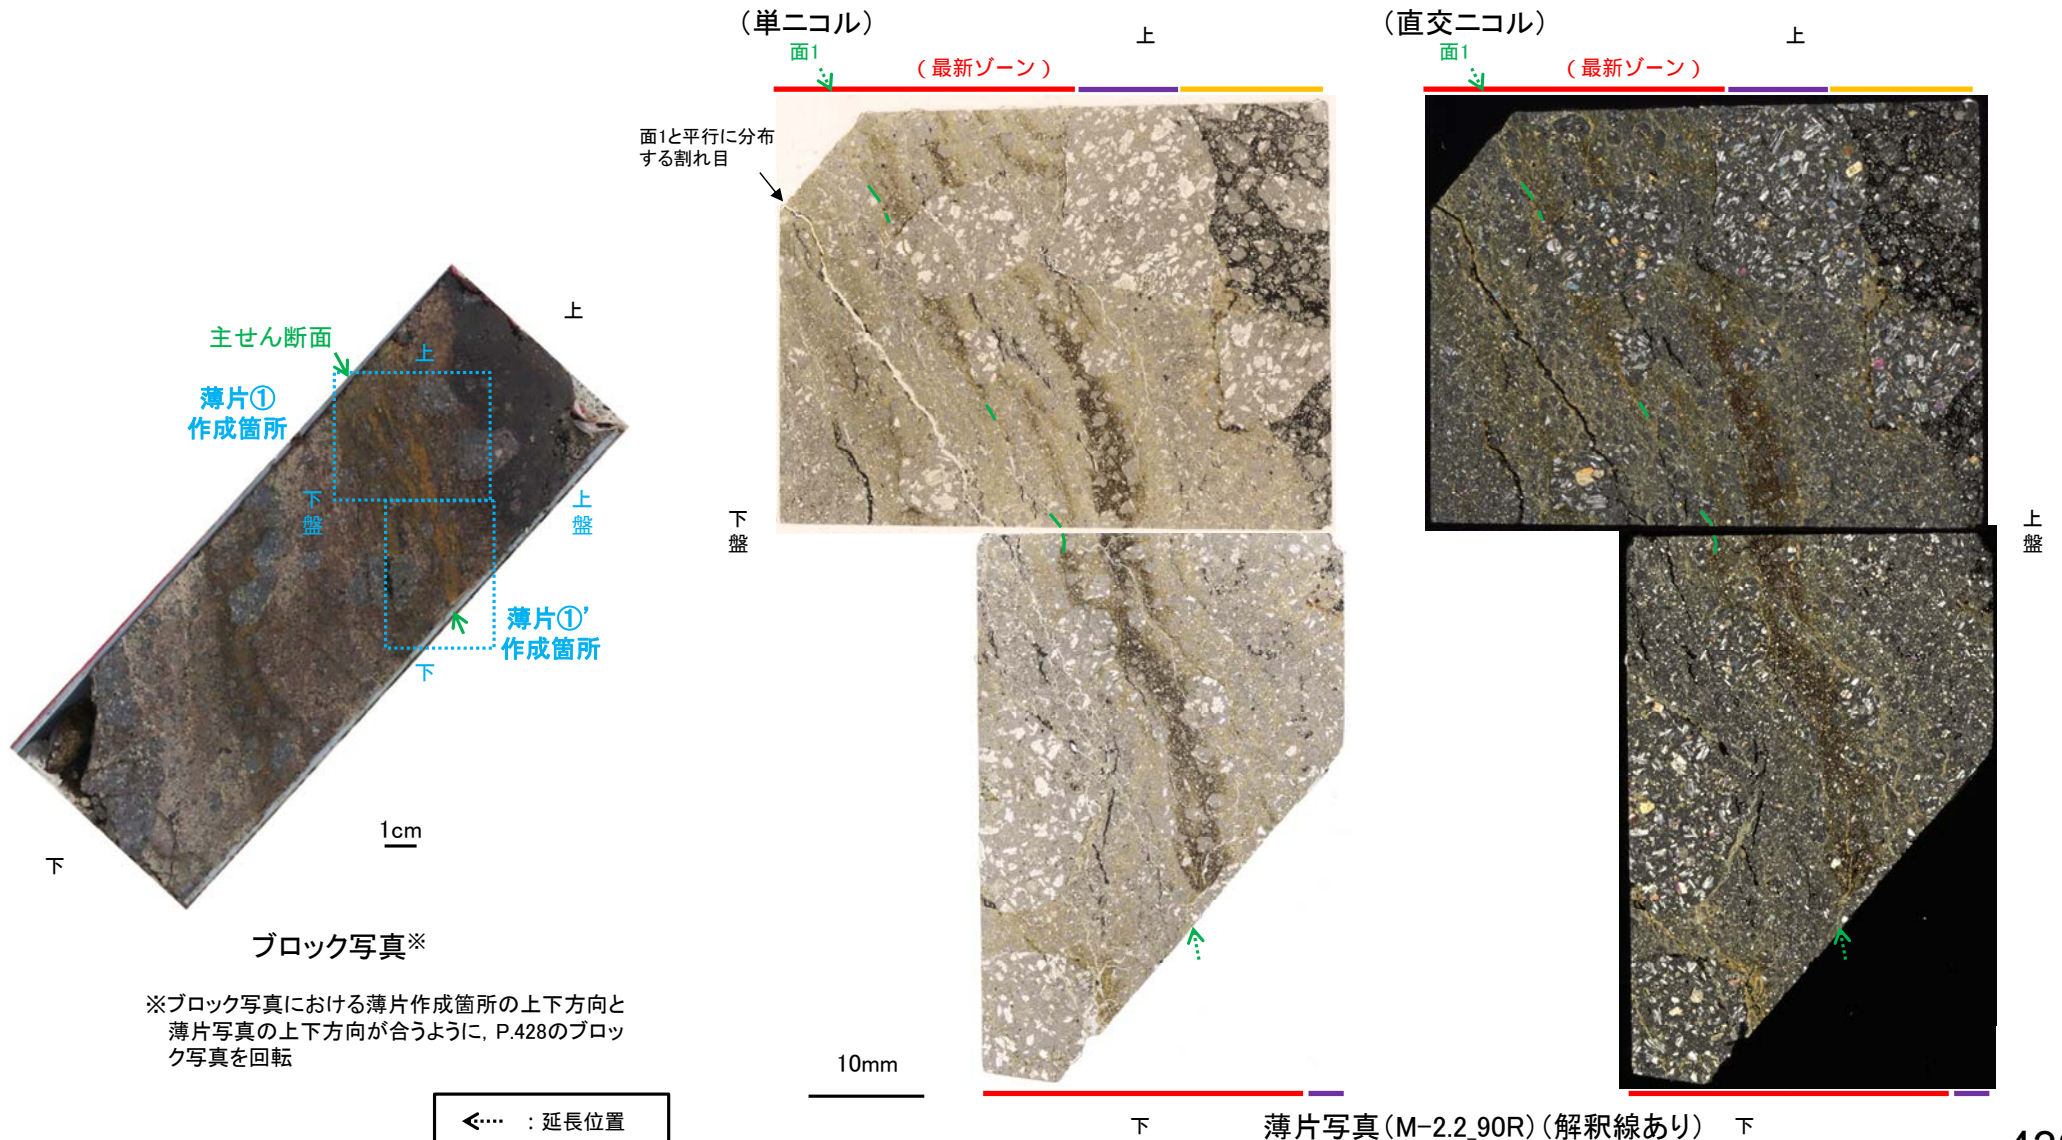 (単ニコル)
(直交ニコル)
上
上
面1
(最新ゾーン)
面1
(最新ゾーン)
面1と平行に分布
する割れ目
上
主せん断面
上
薄片①
作成箇所
下盤
上盤
薄片①’
作成箇所
下
下
1cm
下盤
上盤
ブロック写真※
※ブロック写真における薄片作成箇所の上下方向と
薄片写真の上下方向が合うように, P.428のブロッ
ク写真を回転
10mm
:延長位置
下
薄片写真(M-2.2_90R)(解釈線あり)
下